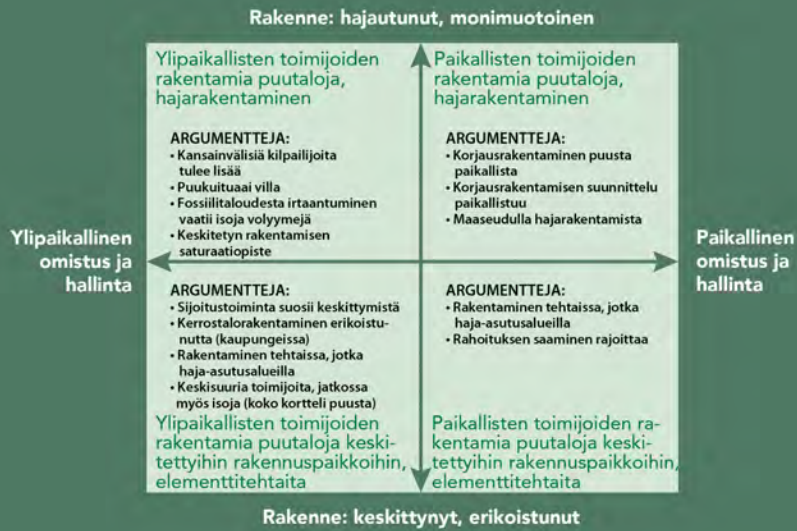 Rakenne: hajautunut, monimuotoinen
Ylipaikallisten toimijoiden
rakentamia puutaloja,
hajarakentaminen
ARGUMENTTEJA:
• Kansainvälisiä kilpailijoita
tulee lisää
• Puukuituaai villa
• Fossiilitaloudesta irtaantuminen
vaatii isoja volyymejä
• Keskitetyn rakentamisen
saturaatiopiste
Paikallisten toimijoiden
rakentamia puutaloja,
hajarakentaminen
ARGUMENTTEJA:
• Korjausrakentaminen puusta
paikallista
• Korjausrakentamisen suunnittelu
paikallistuu
• Maaseudulla hajarakentamista
Ylipaikallinen
omistus ja
hallinta
Paikallinen
omistus ja
hallinta
ARGUMENTTEJA:
• Sijoitustoiminta suosii keskittymistä
• Kerrostalorakentaminen erikoistu-
nutta (kaupungeissa)
• Rakentaminen tehtaissa, jotka
haja-asutusalueilla
• Keskisuuria toimijoita, jatkossa
myös isoja (koko kortteli puusta)
Ylipaikallisten toimijoiden
rakentamia puutaloja keski-
tettyihin rakennuspaikkoihin,
elementtitehtaita
ARGUMENTTEJA:
• Rakentaminen tehtaissa, jotka
haja-asutusalueilla
• Rahoituksen saaminen rajoittaa
Paikallisten toimijoiden ra-
kentamia puutaloja keski-
tettyihin rakennuspaikkoihin,
elementtitehtaita
Rakenne: keskittynyt, erikoistunut